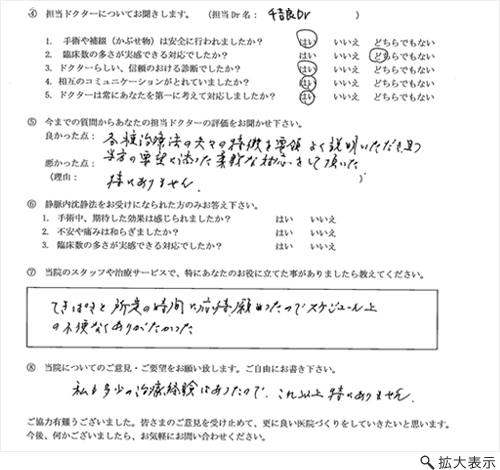 ④ 担当ドクターについてお聞きします。 (担当Dr名: 千良Dr )
1. 手術や補綴(かぶせ物)は安全に行われましたか? はい いいえ どちらでもない
2. 臨床数の多さが実感できる対応でしたか? はい いいえ どちらでもない
3. ドクターらしい、信頼のおける診断でしたか? はい いいえ どちらでもない
4. 相互のコミュニケーションがとれていましたか? はい いいえ どちらでもない
5. ドクターは常にあなたを第一に考えて対応しましたか? はい いいえ どちらでもない
⑤ 今までの質問からあなたの担当ドクターの評価をお聞かせ下さい。
良かった点: 各種治療法の夫々の特徴を要領よく説明いただき且つ
当方の要望に添った柔軟な対応をして頂いた
悪かった点:
(理由: 特にありません。 )
⑥ 静脈内沈静法をお受けになられた方のみお答え下さい。
1. 手術中、期待した効果は感じられましたか? はい いいえ
2. 不安や痛みは和らぎましたか? はい いいえ
3. 臨床数の多さが実感できる対応でしたか? はい いいえ
⑦ 当院のスタッフや治療サービスで、特にあなたのお役に立てた事がありましたら教えてください。
てきぱきと所定の時間に応待願えたのでスケジュール上
の不便なくありがたかった
⑧ 当院についてのご意見・ご要望をお願い致します。ご自由にお書き下さい。
私も多少の治療経験はあったので、これ以上特にありません。
ご協力有難うございました。皆さまのご意見を受け止めて、更に良い医院づくりをしていきたいと思います。
今後、何かございましたら、お気軽にお問い合わせください。
拡大表示